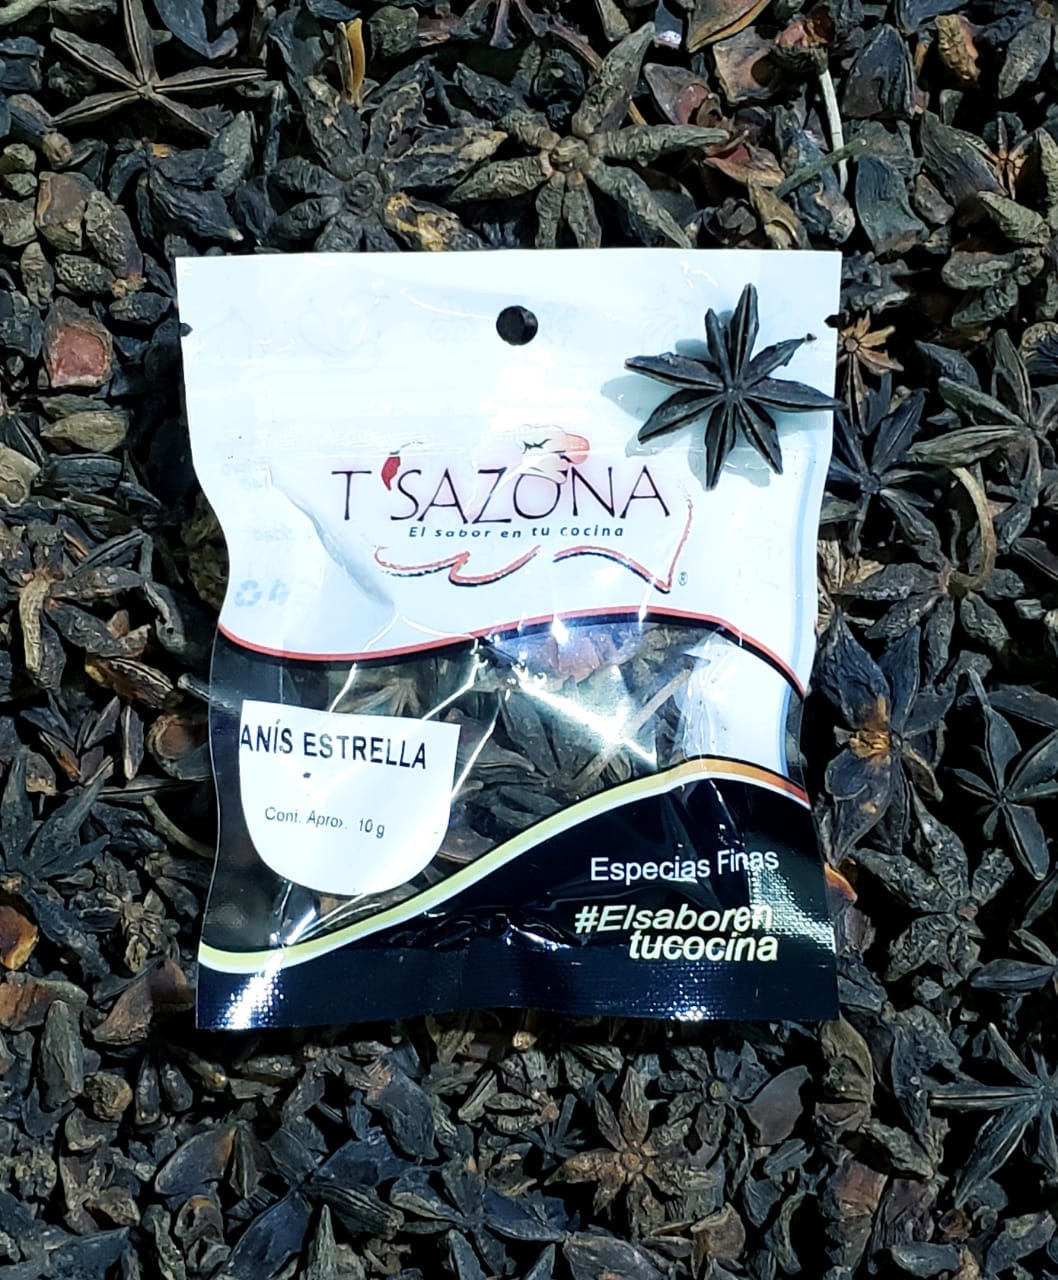 T'SAZONA
El sabor en tu cocina
®
ANÍS ESTRELLA
Cont. Aprox. 10 g
Especias Finas
#Elsaboren
tucocina